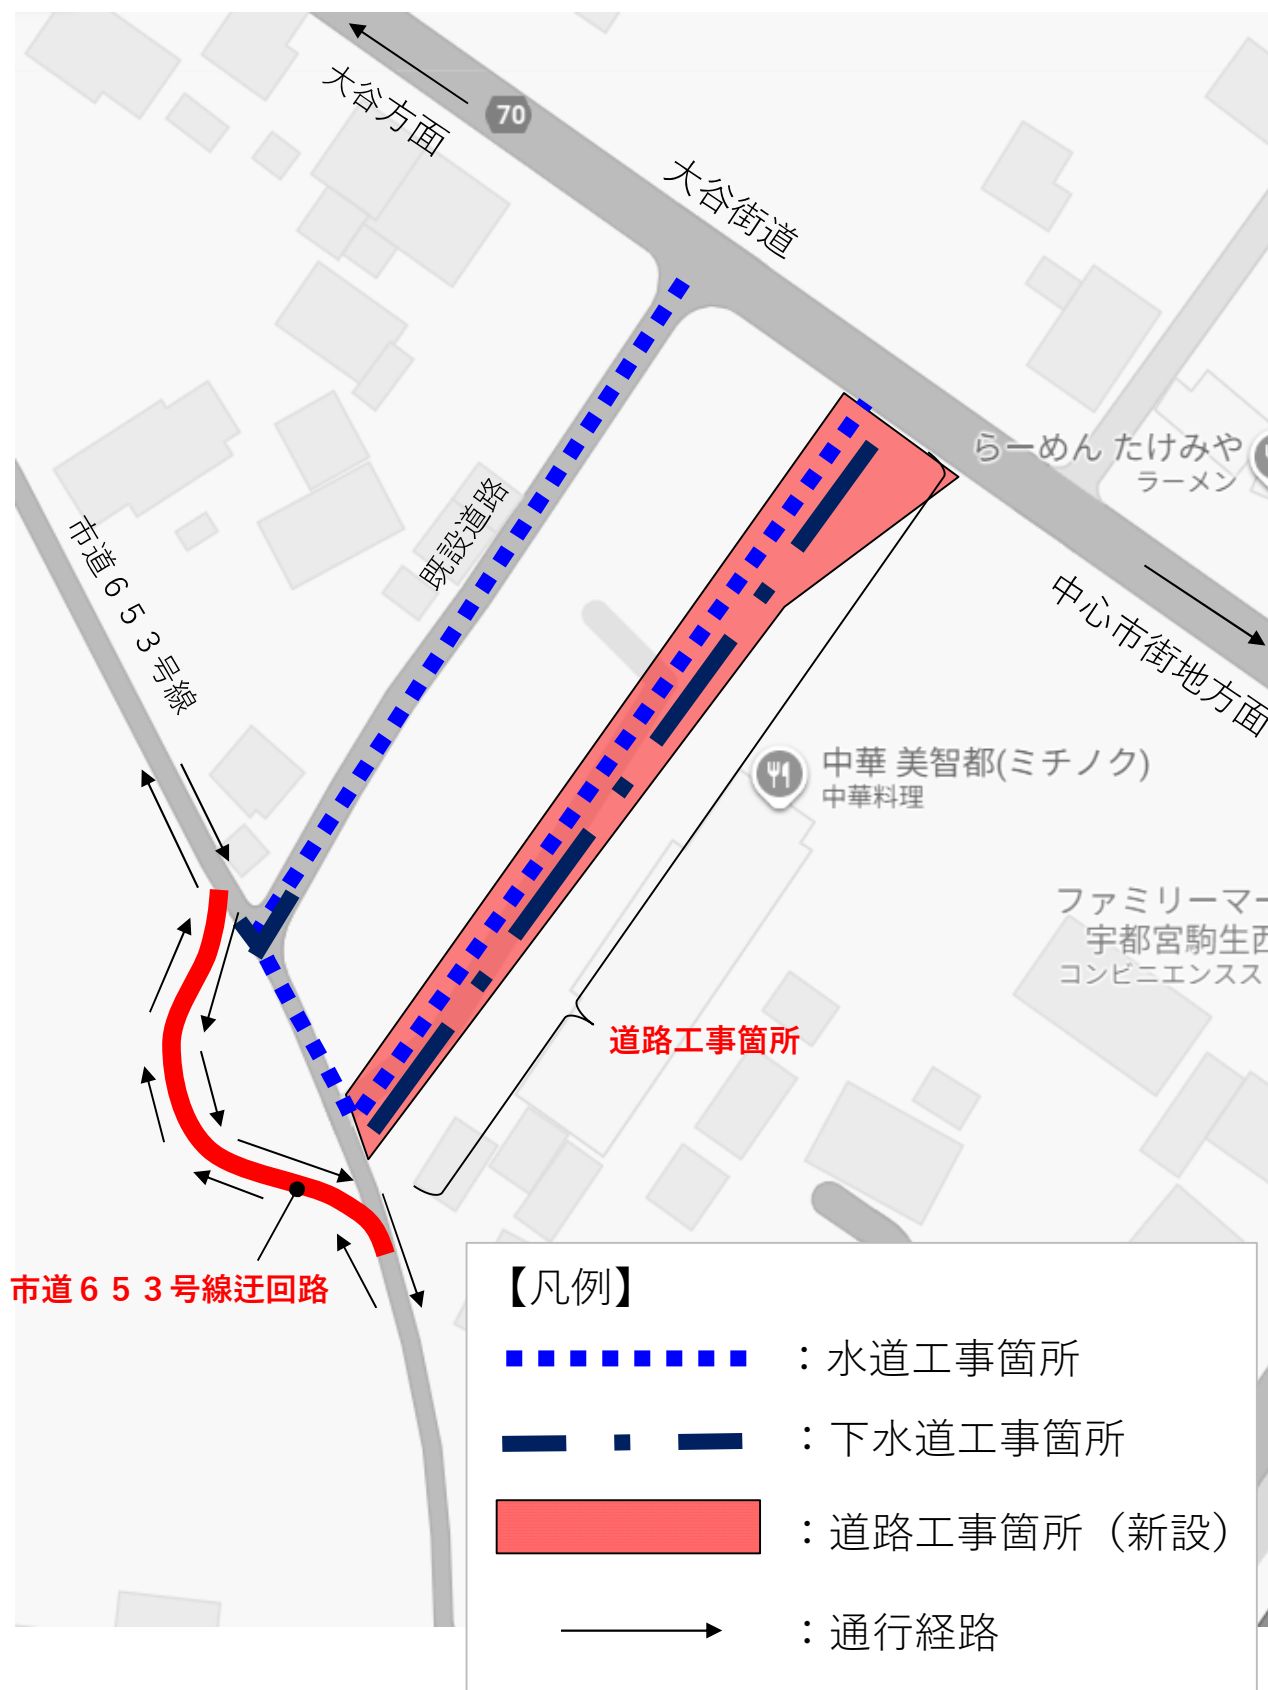 大谷方面
70
大谷街道
らーめん たけみや
ラーメン
既設道路
市道６５３号線
中心市街地方面
中華 美智都(ミチノク)
中華料理
ファミリーマー
宇都宮駒生西
コンビニエンスス
道路工事箇所
市道６５３号線迂回路
【凡例】
：水道工事箇所
：下水道工事箇所
：道路工事箇所（新設）
：通行経路